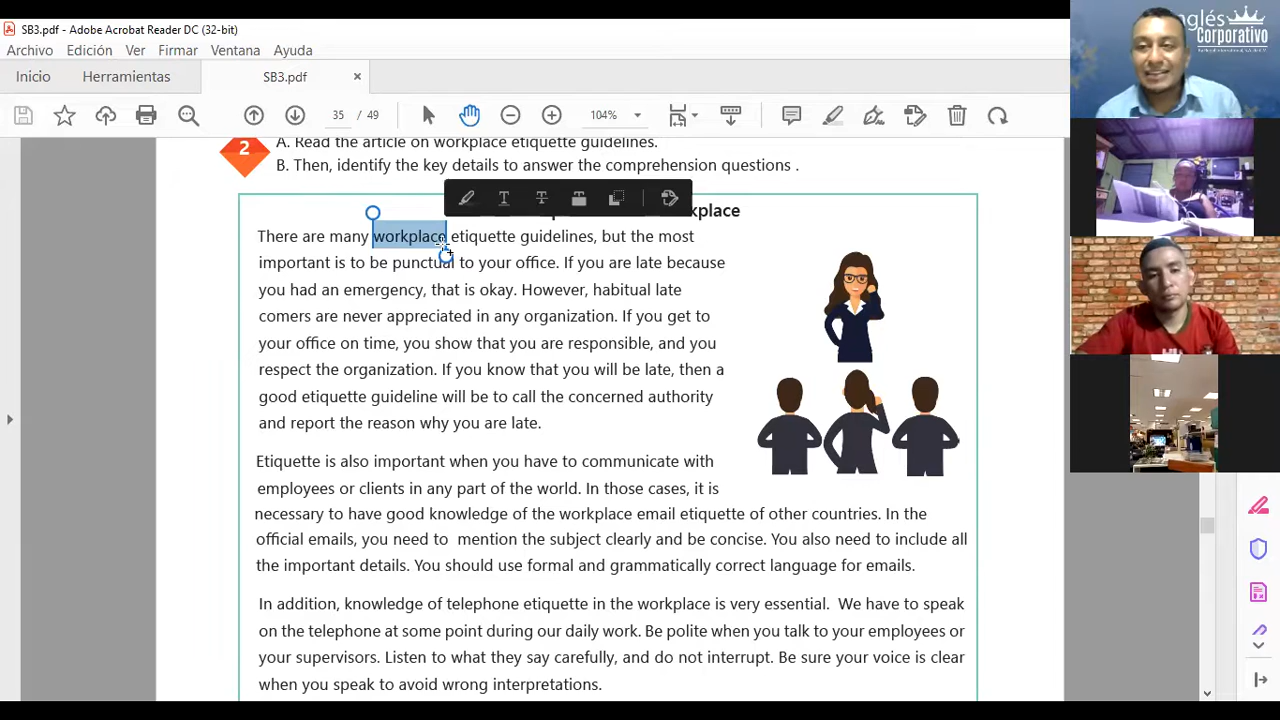 SB3.pdf - Adobe Acrobat Reader DC (32-bit)
Archivo Edición Ver Firmar Ventana Ayuda
Inicio Herramientas SB3.pdf ×
35 / 49 104%
2
A. Read the article on workplace etiquette guidelines.
B. Then, identify the key details to answer the comprehension questions .
kplace
There are many workplace etiquette guidelines, but the most
important is to be punctual to your office. If you are late because
you had an emergency, that is okay. However, habitual late
comers are never appreciated in any organization. If you get to
your office on time, you show that you are responsible, and you
respect the organization. If you know that you will be late, then a
good etiquette guideline will be to call the concerned authority
and report the reason why you are late.
Etiquette is also important when you have to communicate with
employees or clients in any part of the world. In those cases, it is
necessary to have good knowledge of the workplace email etiquette of other countries. In the
official emails, you need to mention the subject clearly and be concise. You also need to include all
the important details. You should use formal and grammatically correct language for emails.
In addition, knowledge of telephone etiquette in the workplace is very essential. We have to speak
on the telephone at some point during our daily work. Be polite when you talk to your employees or
your supervisors. Listen to what they say carefully, and do not interrupt. Be sure your voice is clear
when you speak to avoid wrong interpretations.
nglés
Corporativo